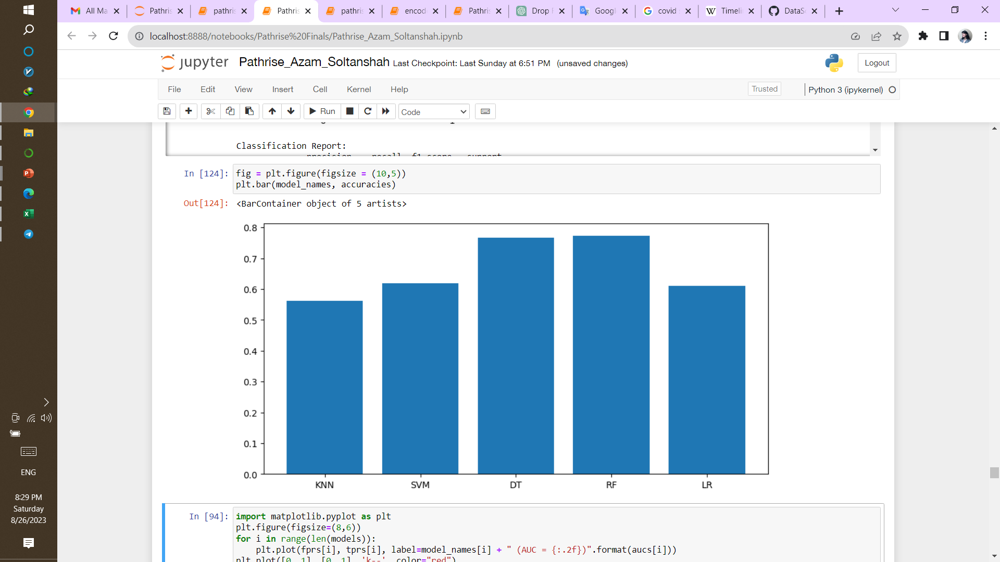 All Ma
Pathris
pathris
Pathris
pathris
encod
Pathris
Drop F
Googl
covid
Timeli
DataS
localhost:8888/notebooks/Pathrise%20Finals/Pathrise_Azam_Soltanshah.ipynb
jupyter Pathrise_Azam_Soltanshah Last Checkpoint: Last Sunday at 6:51 PM (unsaved changes)
Logout
File Edit View Insert Cell Kernel Help
Trusted
Python 3 (ipykernel)
Run
Code
Classification Report:
precision recall f1-score support
In [124]: fig = plt.figure(figsize = (10,5))
plt.bar(model_names, accuracies)
Out[124]: <BarContainer object of 5 artists>
0.8
0.7
0.6
0.5
0.4
0.3
0.2
0.1
0.0
KNN SVM DT RF LR
In [94]: import matplotlib.pyplot as plt
plt.figure(figsize=(8,6))
for i in range(len(models)):
plt.plot(fprs[i], tprs[i], label=model_names[i] + " (AUC = {:.2f})".format(aucs[i]))
plt.plot([0, 1], [0, 1], 'k--', color="red")
ENG
8:29 PM
Saturday
8/26/2023